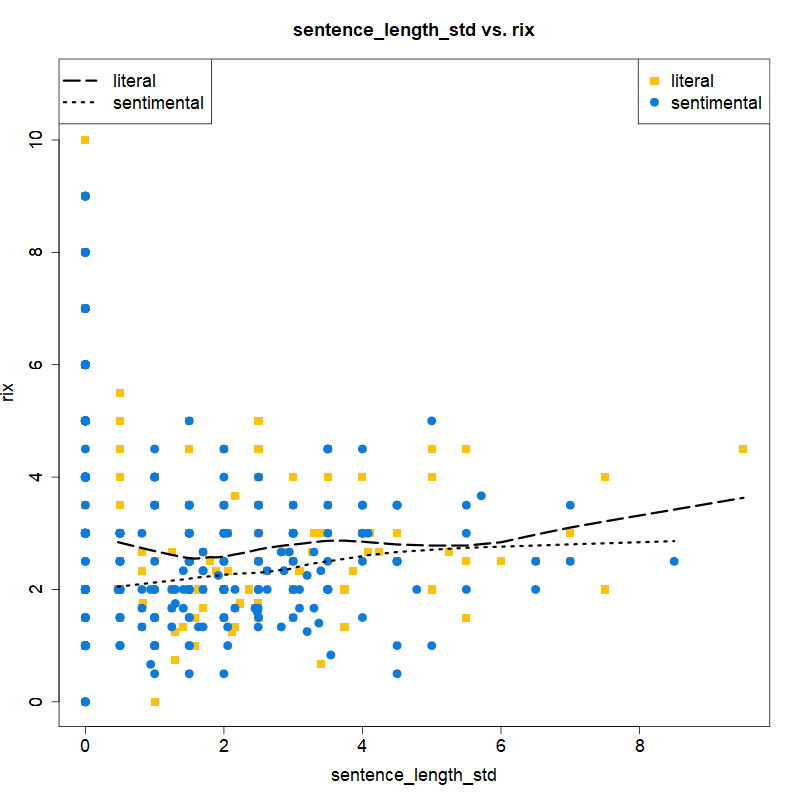 sentence_length_std vs. rix
literal
sentimental
literal
sentimental
10
8
6
4
2
0
rix
0 2 4 6 8
sentence_length_std